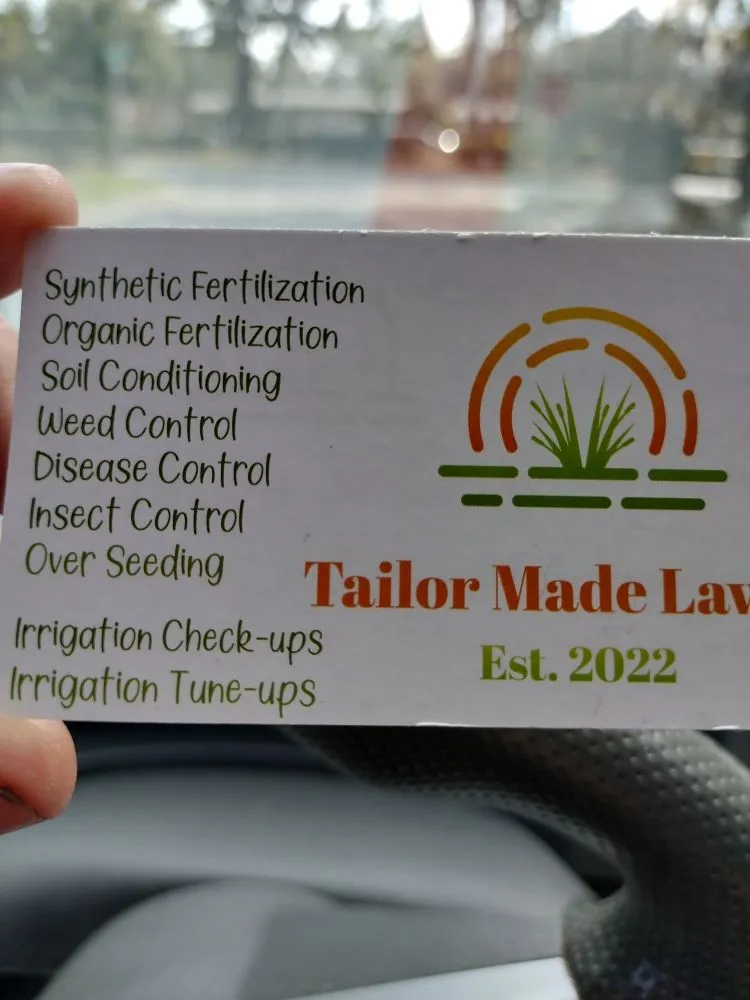 Synthetic Fertilization
Organic Fertilization
Soil Conditioning
Weed Control
Disease Control
Insect Control
Over Seeding
Irrigation Check-ups
Irrigation Tune-ups
Tailor Made
Est. 2022